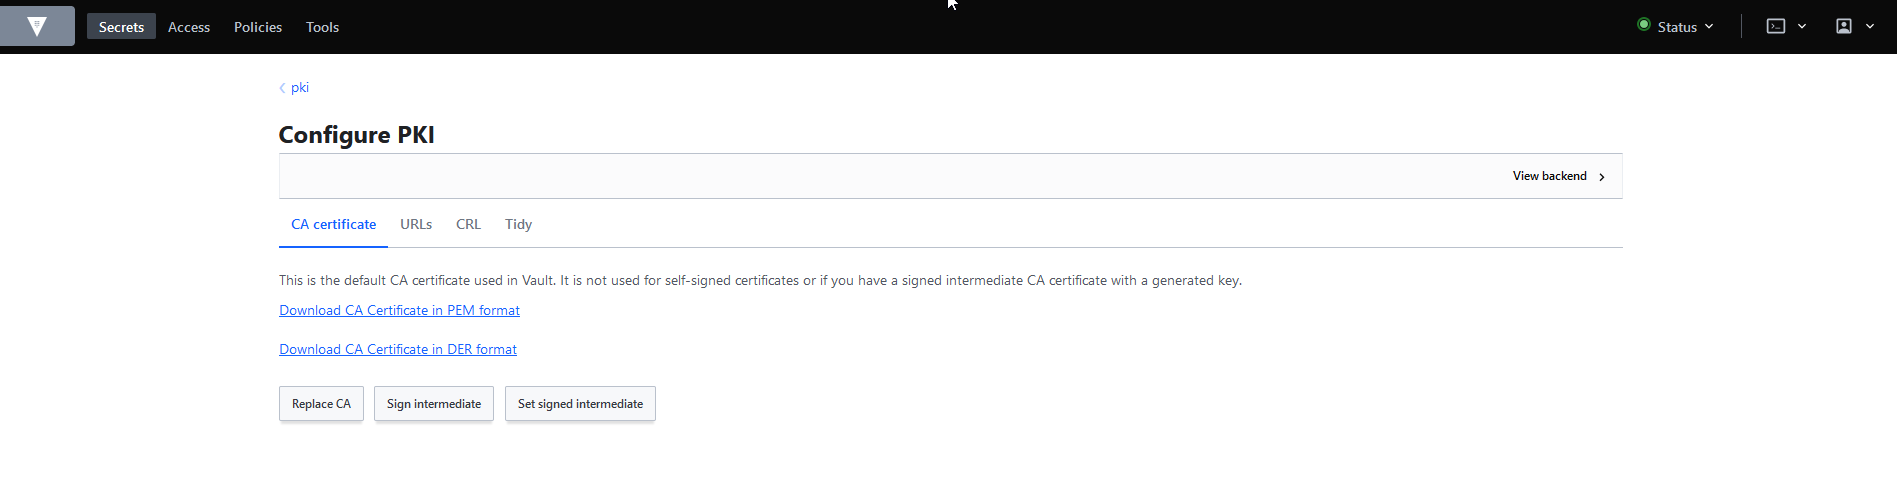 Secrets Access Policies Tools Status
pki
Configure PKI
View backend
CA certificate URLs CRL Tidy
This is the default CA certificate used in Vault. It is not used for self-signed certificates or if you have a signed intermediate CA certificate with a generated key.
Download CA Certificate in PEM format
Download CA Certificate in DER format
Replace CA Sign intermediate Set signed intermediate